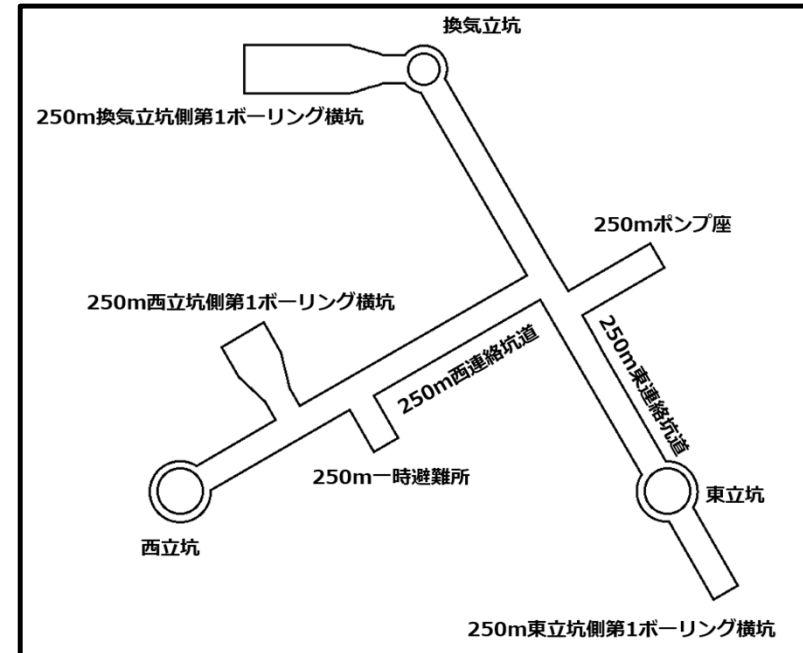 換気立坑
250m換気立坑側第1ボーリング横坑
250mポンプ座
250m西立坑側第1ボーリング横坑
250m西連絡坑道
250m東連絡坑道
250m一時避難所
東立坑
西立坑
250m東立坑側第1ボーリング横坑